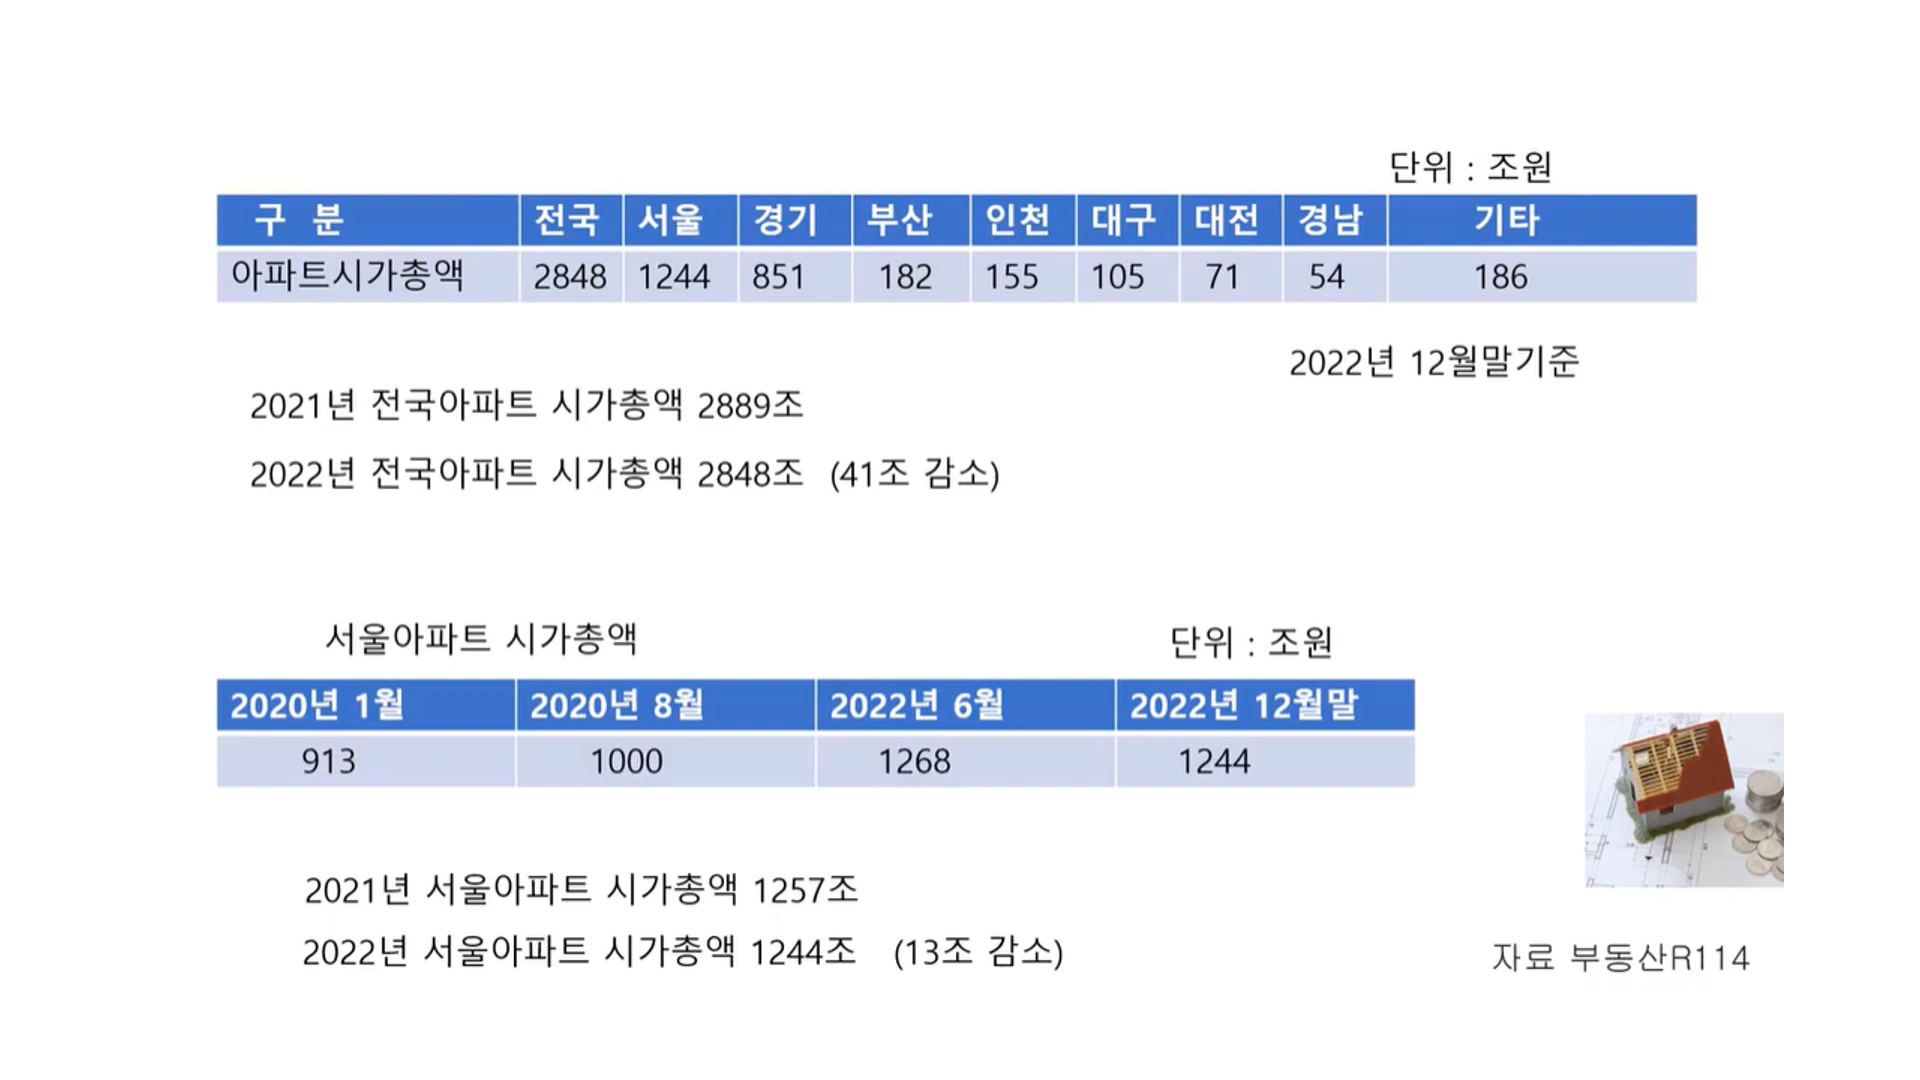 단위 : 조원
구 분 전국 서울 경기 부산 인천 대구 대전 경남 기타
아파트시가총액 2848 1244 851 182 155 105 71 54 186
2022년 12월말기준
2021년 전국아파트 시가총액 2889조
2022년 전국아파트 시가총액 2848조 (41조 감소)
서울아파트 시가총액 단위 : 조원
2020년 1월 2020년 8월 2022년 6월 2022년 12월말
913 1000 1268 1244
2021년 서울아파트 시가총액 1257조
2022년 서울아파트 시가총액 1244조 (13조 감소)
자료 부동산R114